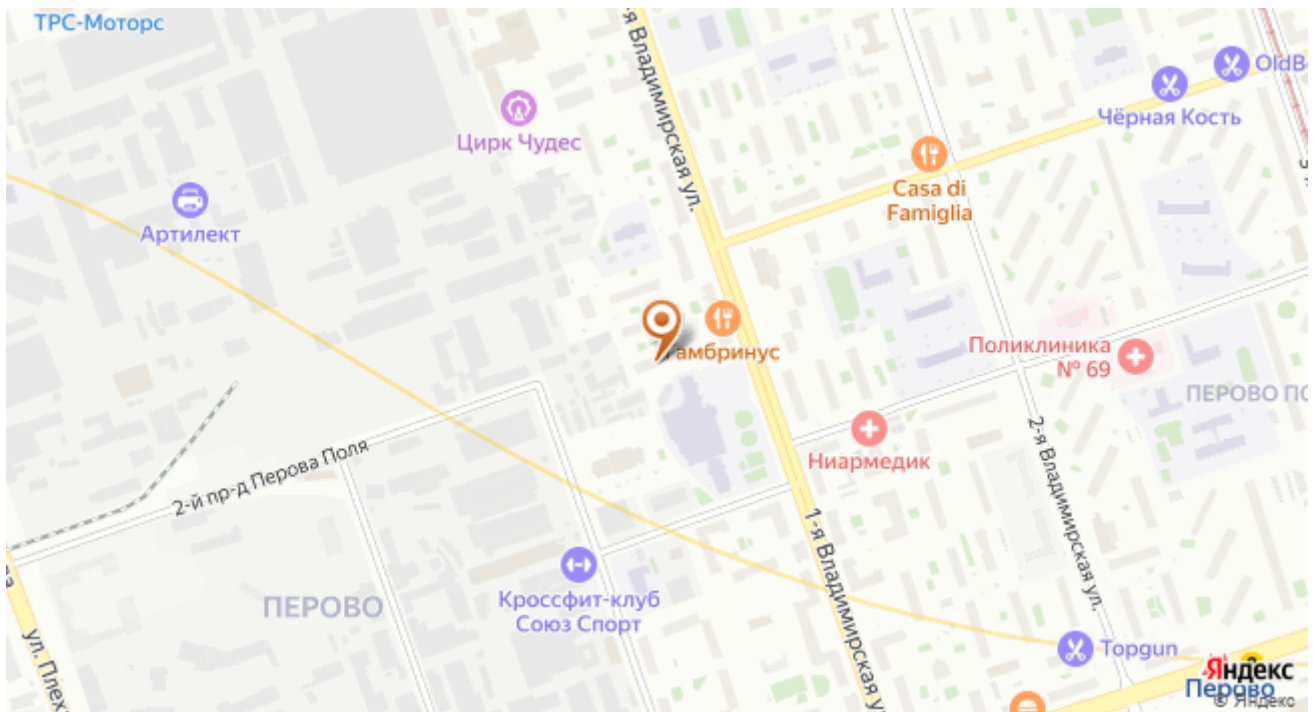 ТРС-Моторс
-я Владимирская ул.
OldB
Чёрная Кость
Цирк Чудес
Casa di
Famiglia
Артилект
Гамбринус
Поликлиника
№ 69
ПЕРОВО ПО
Ниармедик
2-й пр-д Перова Поля
2-я Владимирская ул.
1-я Владимирская у
Кроссфит-клуб
Союз Спорт
ПЕРОВО
ул. Плех
Topgun
Яндекс
Перово
© Яндекс